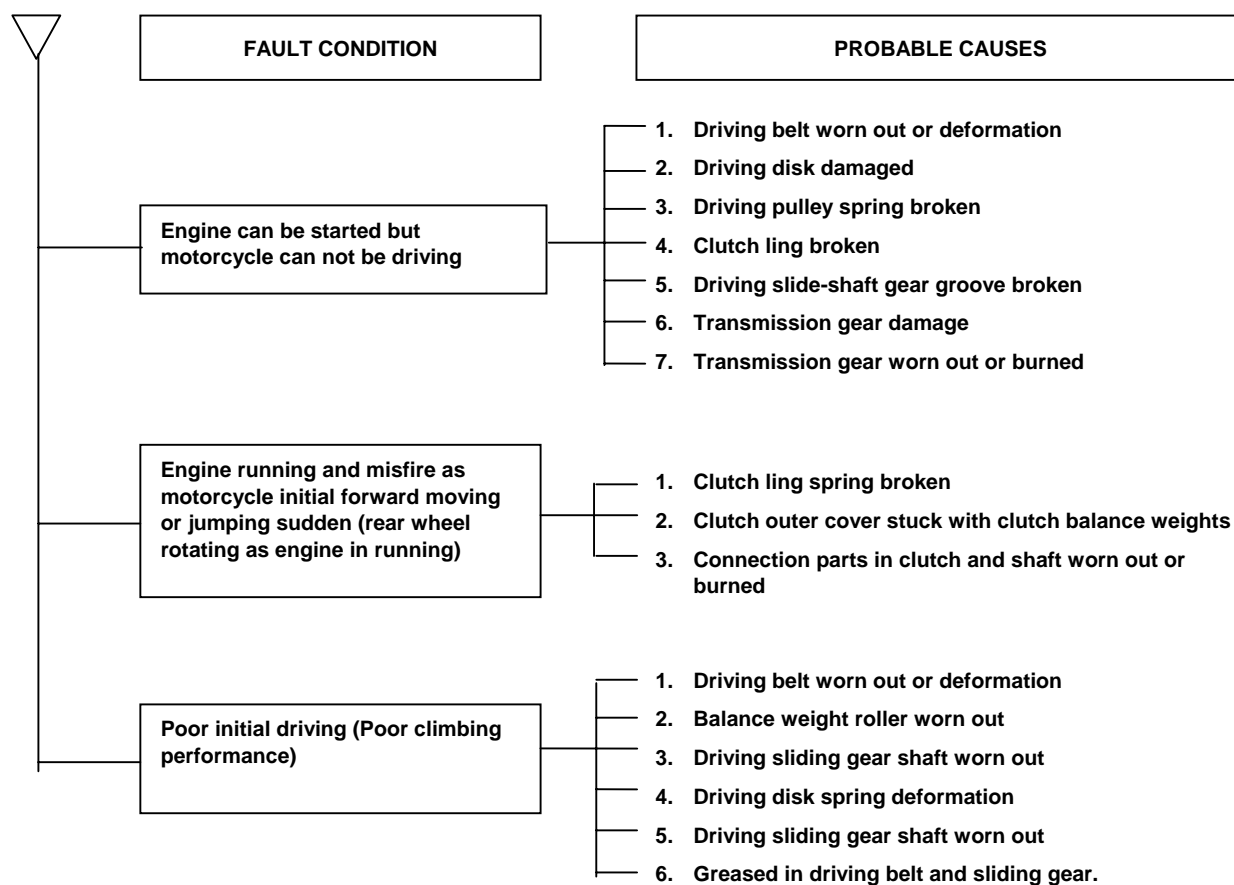 FAULT CONDITION
PROBABLE CAUSES
Engine can be started but
motorcycle can not be driving
1. Driving belt worn out or deformation
2. Driving disk damaged
3. Driving pulley spring broken
4. Clutch ling broken
5. Driving slide-shaft gear groove broken
6. Transmission gear damage
7. Transmission gear worn out or burned
Engine running and misfire as
motorcycle initial forward moving
or jumping sudden (rear wheel
rotating as engine in running)
1. Clutch ling spring broken
2. Clutch outer cover stuck with clutch balance weights
3. Connection parts in clutch and shaft worn out or
burned
Poor initial driving (Poor climbing
performance)
1. Driving belt worn out or deformation
2. Balance weight roller worn out
3. Driving sliding gear shaft worn out
4. Driving disk spring deformation
5. Driving sliding gear shaft worn out
6. Greased in driving belt and sliding gear.